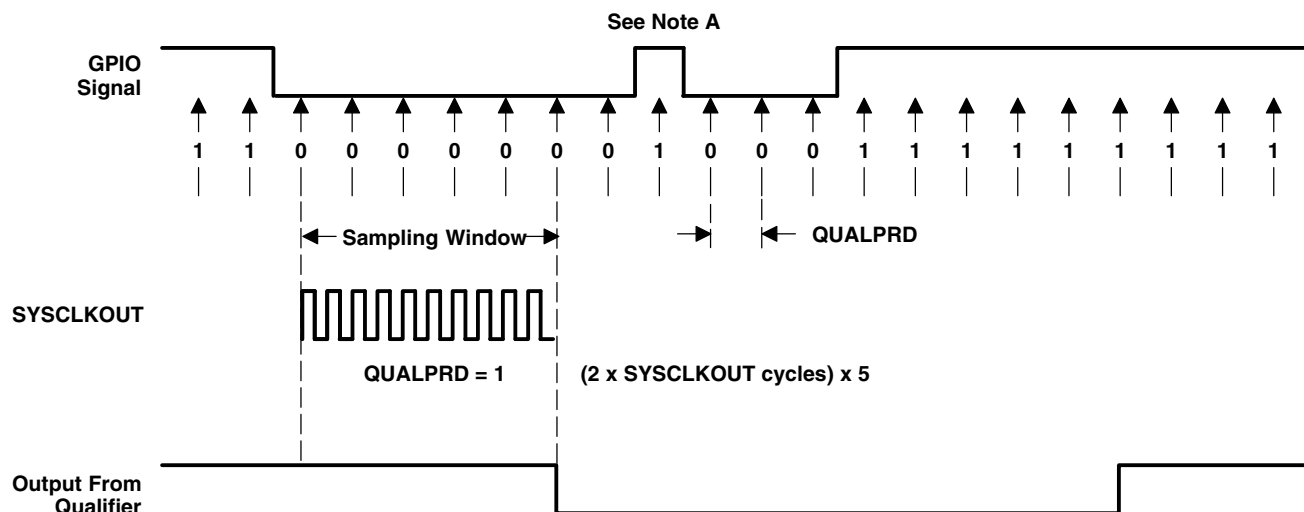 See Note A
GPIO
Signal
1 1 0 0 0 0 0 0 0 1 0 0 0 1 1 1 1 1 1 1 1 1
Sampling Window
QUALPRD
SYSCLKOUT
QUALPRD = 1
(2 x SYSCLKOUT cycles) x 5
Output From
Qualifier